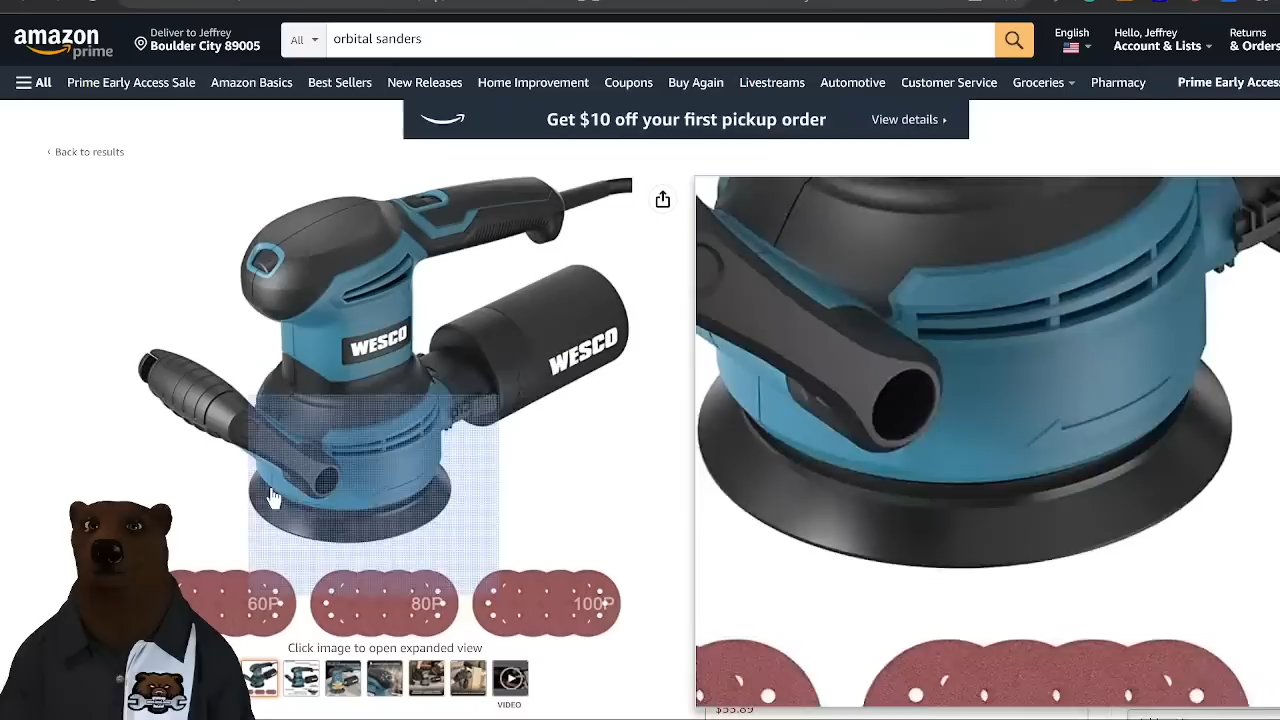 amazon
prime
Deliver to Jeffrey
Boulder City 89005
All
orbital sanders
English
Hello, Jeffrey
Account & Lists
Returns
& Orders
All
Prime Early Access Sale
Amazon Basics
Best Sellers
New Releases
Home Improvement
Coupons
Buy Again
Livestreams
Automotive
Customer Service
Groceries
Pharmacy
Prime Early Acces
Get $10 off your first pickup order
View details
Back to results
WESCO
WESCO
60P
80P
100P
Click image to open expanded view
VIDEO